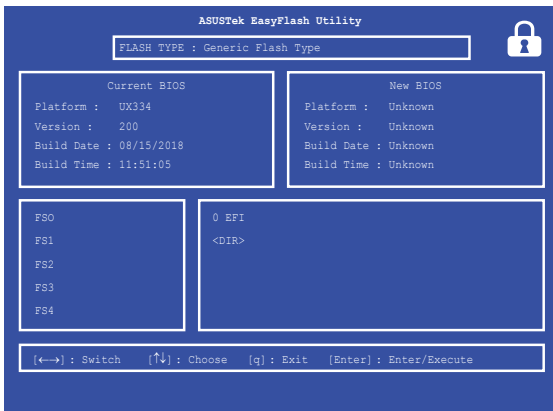 ASUSTek EasyFlash Utility
FLASH TYPE : Generic Flash Type
Current BIOS
Platform : UX334
Version : 200
Build Date : 08/15/2018
Build Time : 11:51:05
New BIOS
Platform : Unknown
Version : Unknown
Build Date : Unknown
Build Time : Unknown
FSO
FS1
FS2
FS3
FS4
0 EFI
<DIR>
[←→] : Switch [↑↓] : Choose [q] : Exit [Enter] : Enter/Execute